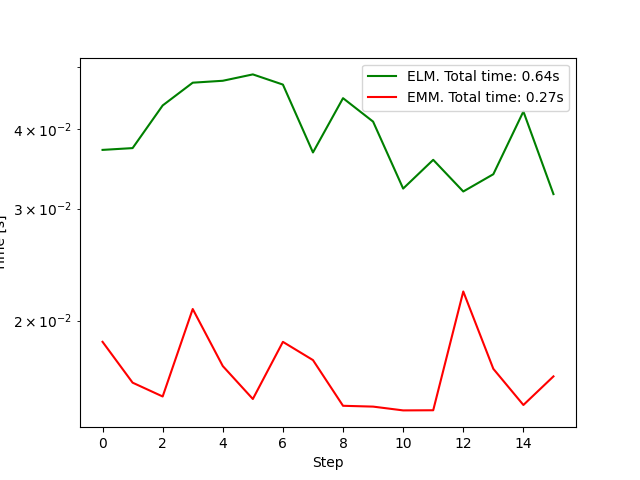 ELM. Total time: 0.64s
EMM. Total time: 0.27s
4 × 10⁻²
3 × 10⁻²
2 × 10⁻²
[s]
0 2 4 6 8 10 12 14
Step